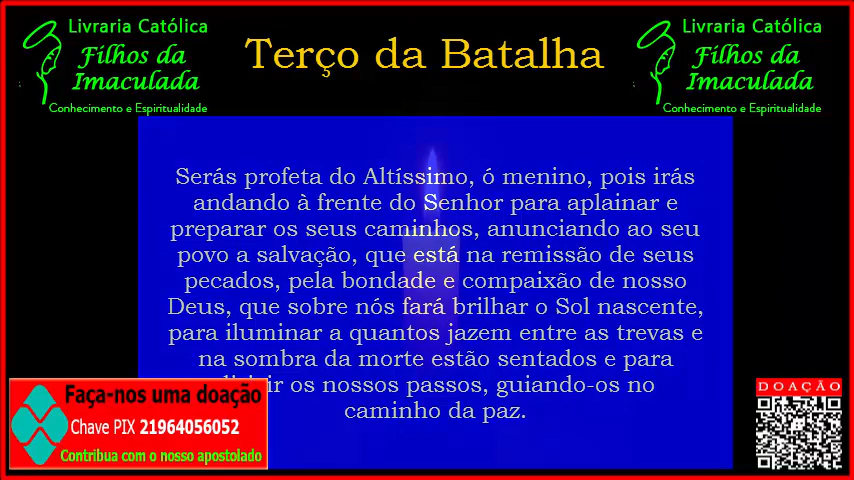 Livraria Católica
Filhos da
Imaculada
Conhecimento e Espiritualidade
Terço da Batalha
Livraria Católica
Filhos da
Imaculada
Conhecimento e Espiritualidade
Serás profeta do Altíssimo, ó menino, pois irás
andando à frente do Senhor para aplainar e
preparar os seus caminhos, anunciando ao seu
povo a salvação, que está na remissão de seus
pecados, pela bondade e compaixão de nosso
Deus, que sobre nós fará brilhar o Sol nascente,
para iluminar a quantos jazem entre as trevas e
na sombra da morte estão sentados e para
os nossos passos, guiando-os no
caminho da paz.
Faça-nos uma doação
Chave PIX 21964056052
Contribua com o nosso apostolado
DOAÇÃO